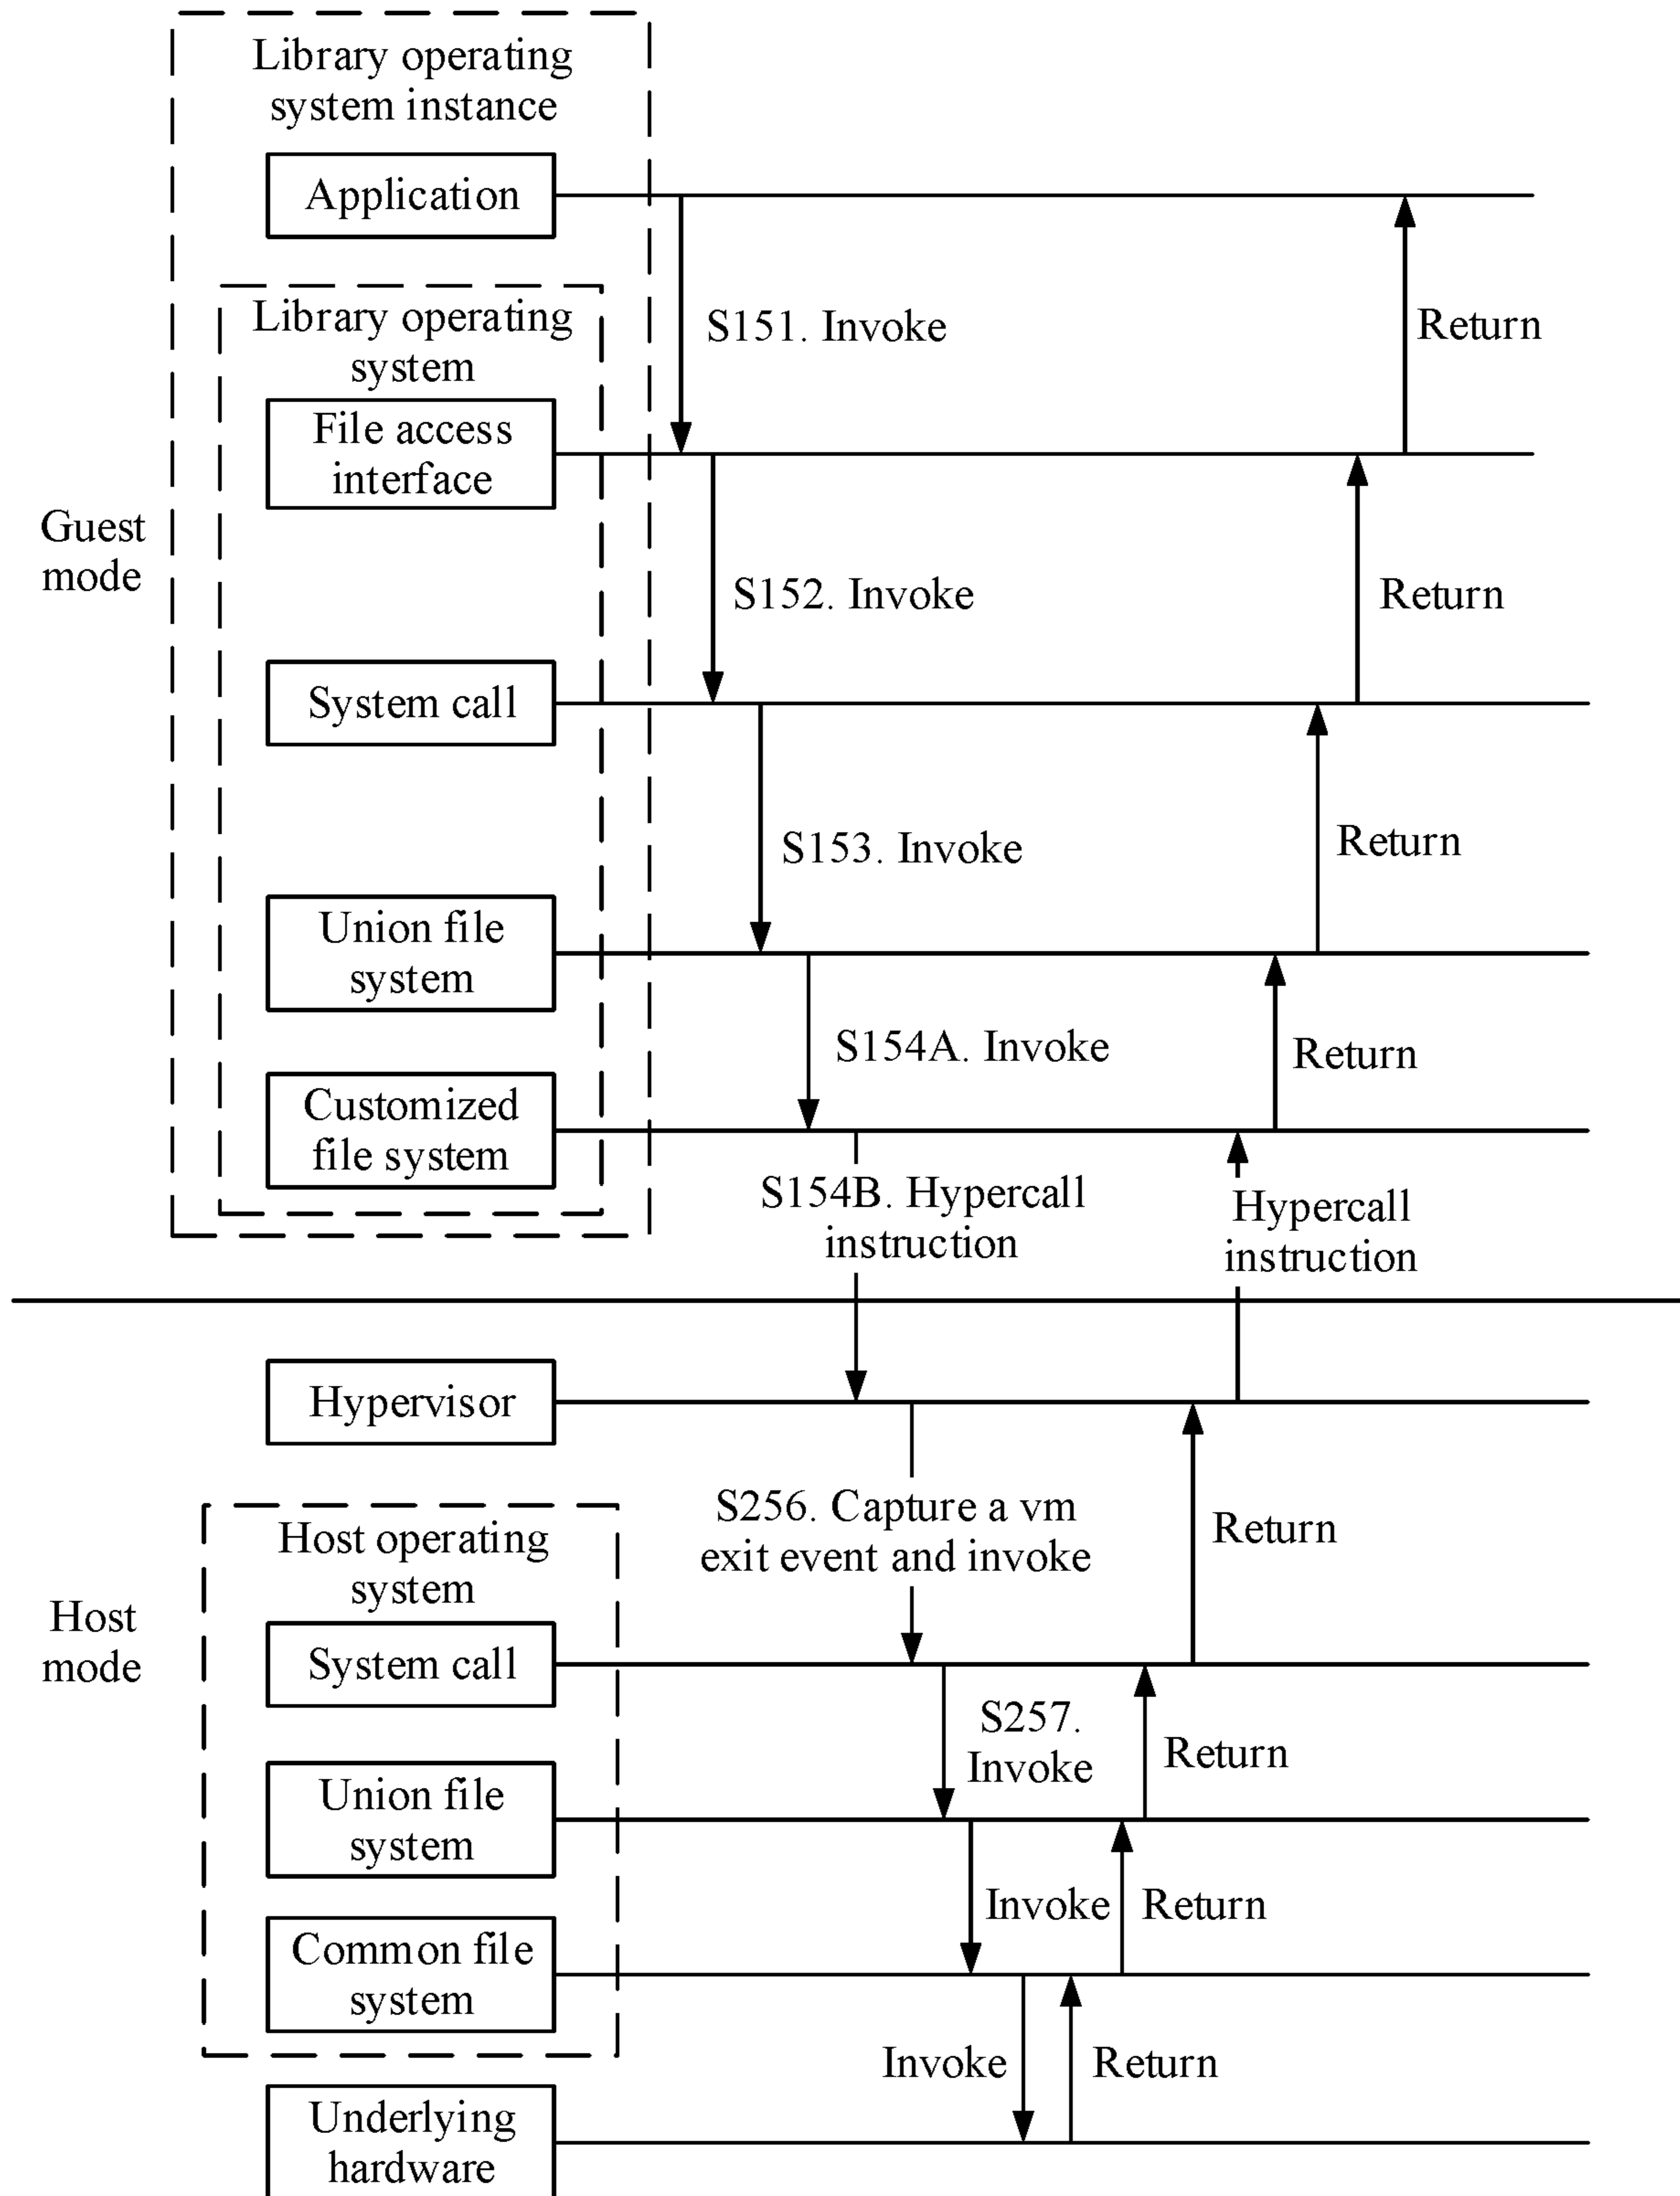 Library operating
system instance
Application
S151. Invoke
Return
Library operating
system
File access
interface
Guest
mode
S152. Invoke
Return
System call
S153. Invoke
Return
Union file
system
S154A. Invoke
Return
Customized
file system
S154B. Hypercall
instruction
Hypercall
instruction
Hypervisor
S256. Capture a vm
exit event and invoke
Return
Host operating
system
Host
mode
System call
S257.
Invoke
Return
Union file
system
Invoke
Return
Common file
system
Invoke
Return
Underlying
hardware